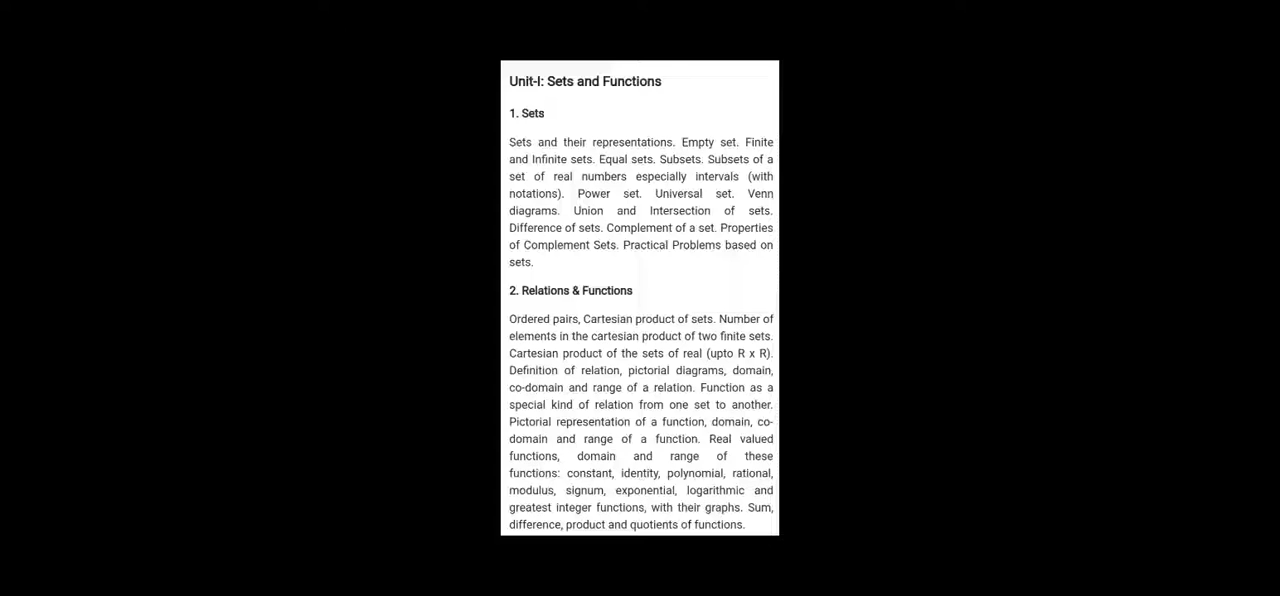 Unit-I: Sets and Functions
1. Sets
Sets and their representations. Empty set. Finite
and Infinite sets. Equal sets. Subsets. Subsets of a
set of real numbers especially intervals (with
notations). Power set. Universal set. Venn
diagrams. Union and Intersection of sets.
Difference of sets. Complement of a set. Properties
of Complement Sets. Practical Problems based on
sets.
2. Relations & Functions
Ordered pairs, Cartesian product of sets. Number of
elements in the cartesian product of two finite sets.
Cartesian product of the sets of real (upto R x R).
Definition of relation, pictorial diagrams, domain,
co-domain and range of a relation. Function as a
special kind of relation from one set to another.
Pictorial representation of a function, domain, co-
domain and range of a function. Real valued
functions, domain and range of these
functions: constant, identity, polynomial, rational,
modulus, signum, exponential, logarithmic and
greatest integer functions, with their graphs. Sum,
difference, product and quotients of functions.